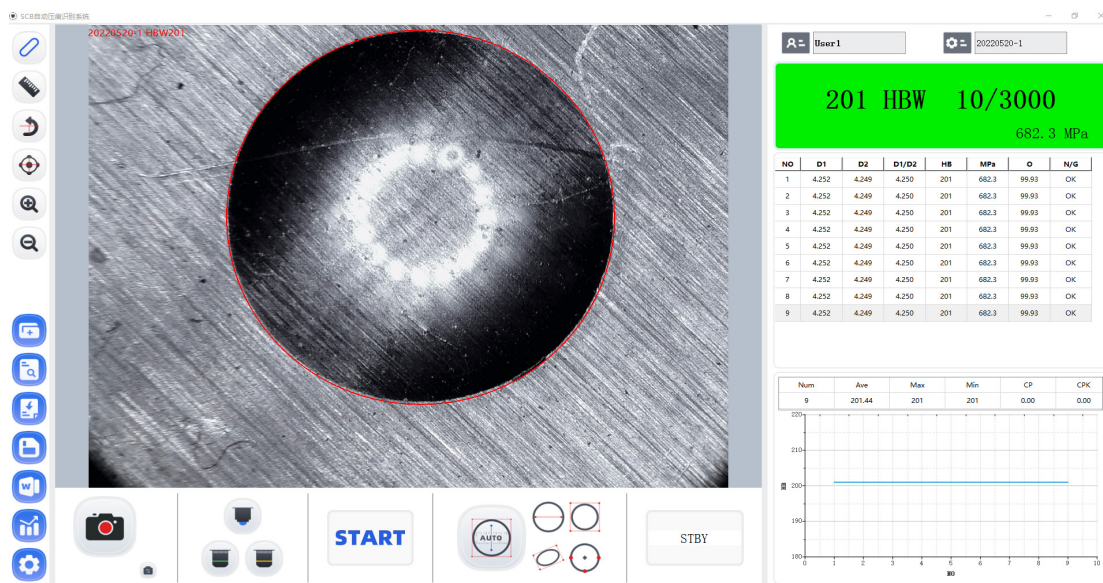 SCB自动压痕识别系统
20220520-1 HBW201
User1
20220520-1
201 HBW 10/3000
682.3 MPa
NO D1 D2 D1/D2 HB MPa O N/G
1 4.252 4.249 4.250 201 682.3 99.93 OK
2 4.252 4.249 4.250 201 682.3 99.93 OK
3 4.252 4.249 4.250 201 682.3 99.93 OK
4 4.252 4.249 4.250 201 682.3 99.93 OK
5 4.252 4.249 4.250 201 682.3 99.93 OK
6 4.252 4.249 4.250 201 682.3 99.93 OK
7 4.252 4.249 4.250 201 682.3 99.93 OK
8 4.252 4.249 4.250 201 682.3 99.93 OK
9 4.252 4.249 4.250 201 682.3 99.93 OK
Num Ave Max Min CP CPK
9 201.44 201 201 0.00 0.00
220
210
200
190
180
0 1 2 3 4 5 6 7 8 9 10
NO
W
START
AUTO
STBY